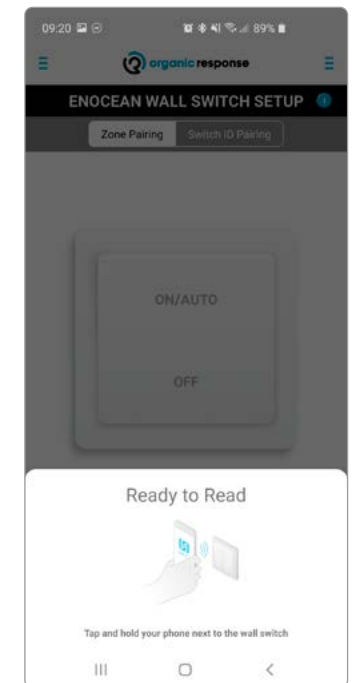 09:20 89%
organic response
ENOCEAN WALL SWITCH SETUP i
Zone Pairing Switch ID Pairing
ON/AUTO
OFF
Ready to Read
Tap and hold your phone next to the wall switch